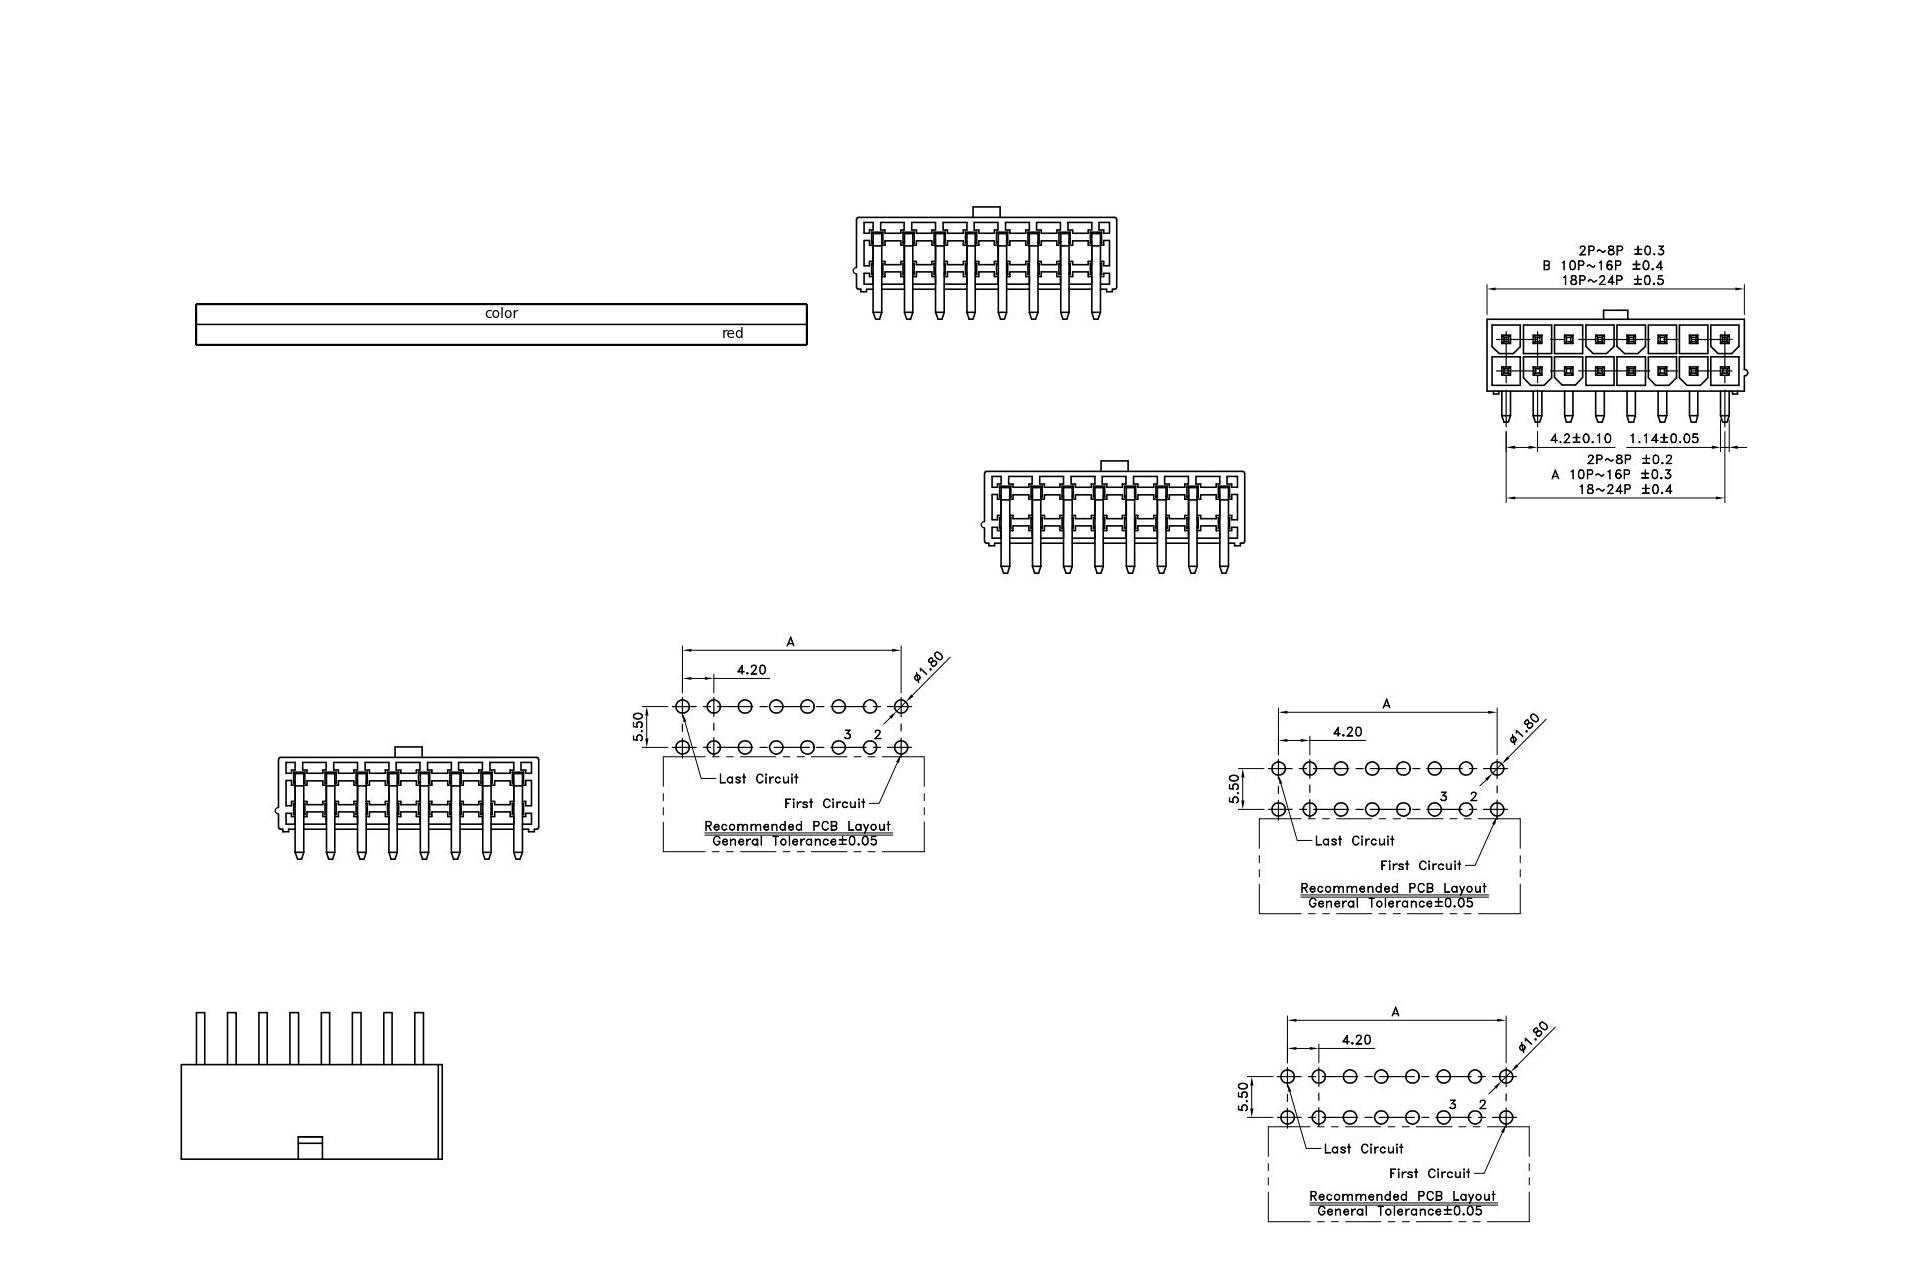 color
red
2P~8P ±0.3
B 10P~16P ±0.4
18P~24P ±0.5
4.2±0.10 1.14±0.05
2P~8P ±0.2
A 10P~16P ±0.3
18~24P ±0.4
A
4.20
ø1.80
5.50
3 2
Last Circuit
First Circuit
Recommended PCB Layout
General Tolerance±0.05
A
4.20
ø1.80
5.50
3 2
Last Circuit
First Circuit
Recommended PCB Layout
General Tolerance±0.05
A
4.20
ø1.80
5.50
3 2
Last Circuit
First Circuit
Recommended PCB Layout
General Tolerance±0.05